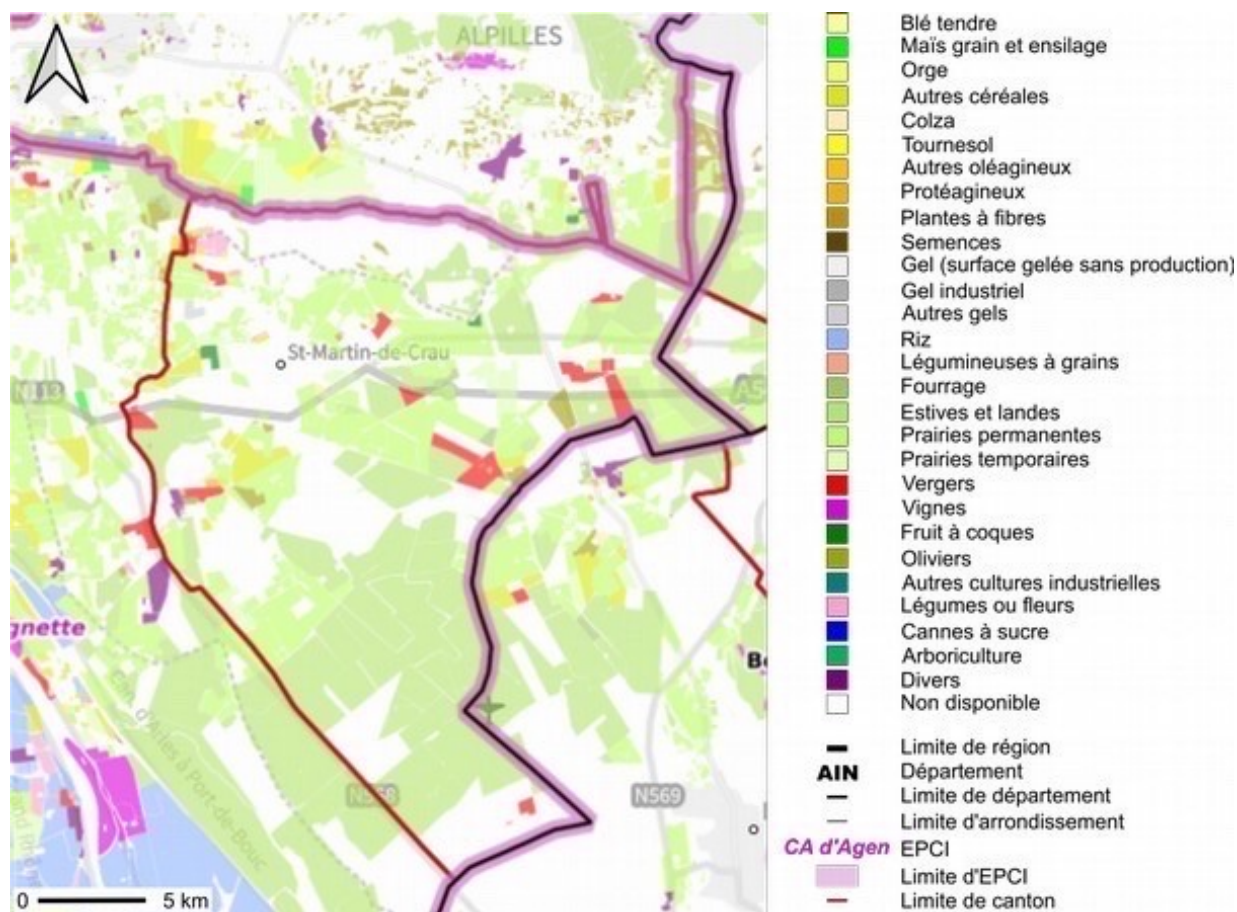 ALPILLES
St-Martin-de-Crau
N113
A5
gnette
Be
d'Arles à Port-de-Bouc
N568
N569
0 5 km
Blé tendre
Maïs grain et ensilage
Orge
Autres céréales
Colza
Tournesol
Autres oléagineux
Protéagineux
Plantes à fibres
Semences
Gel (surface gelée sans production)
Gel industriel
Autres gels
Riz
Légumineuses à grains
Fourrage
Estives et landes
Prairies permanentes
Prairies temporaires
Vergers
Vignes
Fruit à coques
Oliviers
Autres cultures industrielles
Légumes ou fleurs
Cannes à sucre
Arboriculture
Divers
Non disponible
Limite de région
AIN Département
Limite de département
Limite d'arrondissement
CA d'Agen EPCI
Limite d'EPCI
Limite de canton